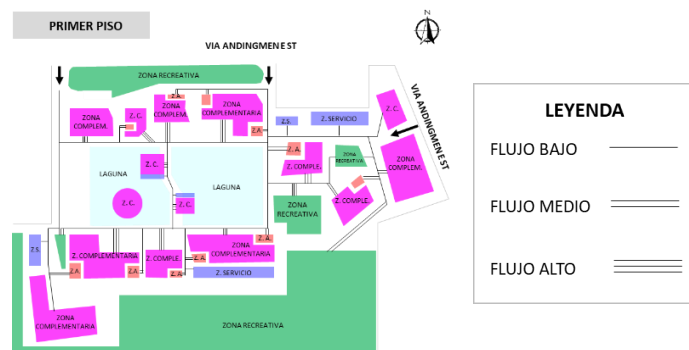 PRIMER PISO
N
VIA ANDINGMENE ST
ZONA RECREATIVA
VIA ANDINGMENE ST
Z.A.
ZONA
COMPLEM.
Z. C.
ZONA
COMPLEM.
ZONA
COMPLEMENTARIA
Z.A.
Z.S.
Z. SERVICIO
Z. C.
LAGUNA
Z. C.
LAGUNA
Z. A.
Z. COMPLE.
ZONA
RECREATIVA
ZONA
COMPLEM.
Z. C.
Z. C.
ZONA
RECREATIVA
Z. COMPLE.
Z.S.
Z. COMPLEMENTARIA
Z.A.
Z.A.
Z. COMPLE.
Z.A.
Z.A.
ZONA
COMPLEMENTARIA
Z.A.
Z. SERVICIO
ZONA
COMPLEMENTARIA
ZONA RECREATIVA
LEYENDA
FLUJO BAJO
FLUJO MEDIO
FLUJO ALTO